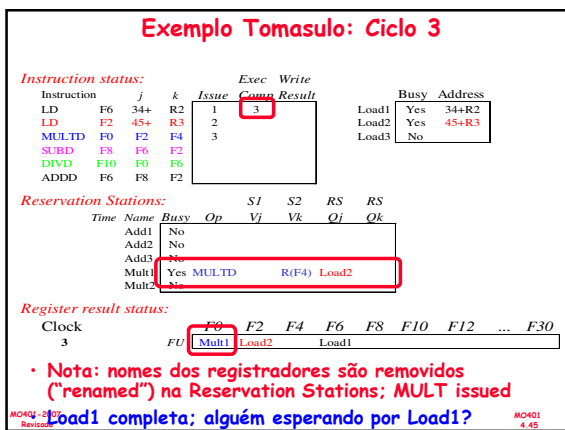 Exemplo Tomasulo: Ciclo 3
Instruction status: Exec Write
Instruction j k Issue Comp Result Busy Address
LD F6 34+ R2 1 3 Load1 Yes 34+R2
LD F2 45+ R3 2 Load2 Yes 45+R3
MULTD F0 F2 F4 3 Load3 No
SUBD F8 F6 F2
DIVD F10 F0 F6
ADDD F6 F8 F2
Reservation Stations: S1 S2 RS RS
Time Name Busy Op Vj Vk Qj Qk
Add1 No
Add2 No
Add3 No
Mult1 Yes MULTD R(F4) Load2
Mult2 No
Register result status:
Clock F0 F2 F4 F6 F8 F10 F12 ... F30
3 FU Mult1 Load2 Load1
• Nota: nomes dos registradores são removidos
("renamed") na Reservation Stations; MULT issued
• Load1 completa; alguém esperando por Load1?
MO401-2007
Revisado
MO401
4.45